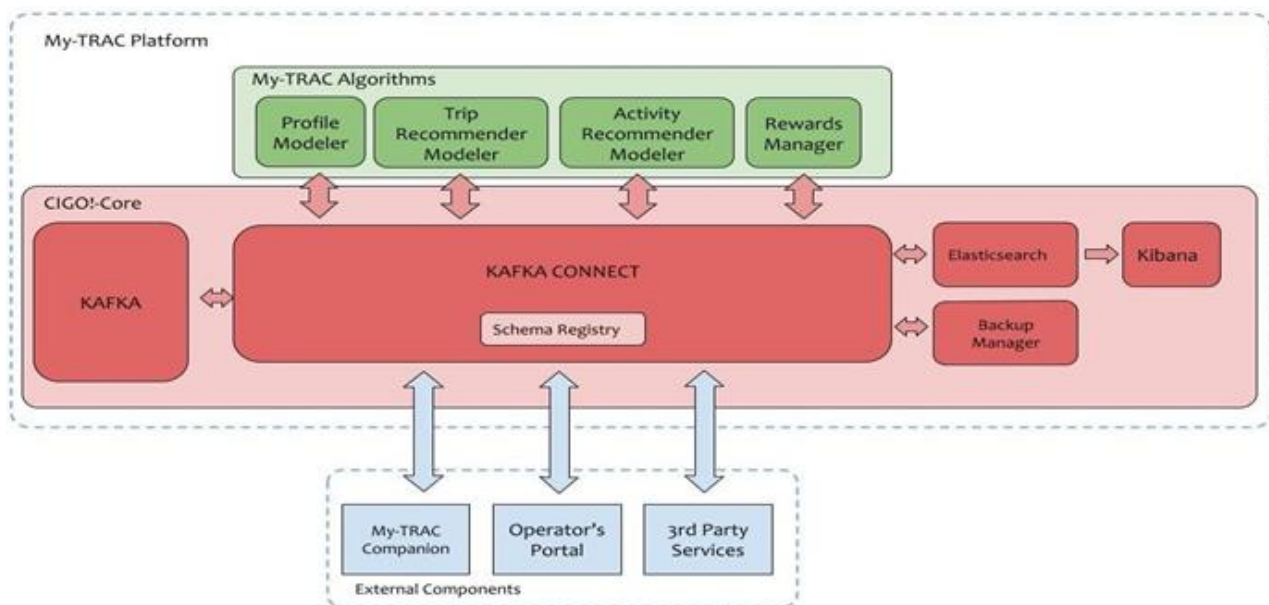 My-TRAC Platform
My-TRAC Algorithms
Profile
Modeler
Trip
Recommender
Modeler
Activity
Recommender
Modeler
Rewards
Manager
CIGO!-Core
KAFKA
KAFKA CONNECT
Schema Registry
Elasticsearch
Kibana
Backup
Manager
My-TRAC
Companion
Operator's
Portal
3rd Party
Services
External Components